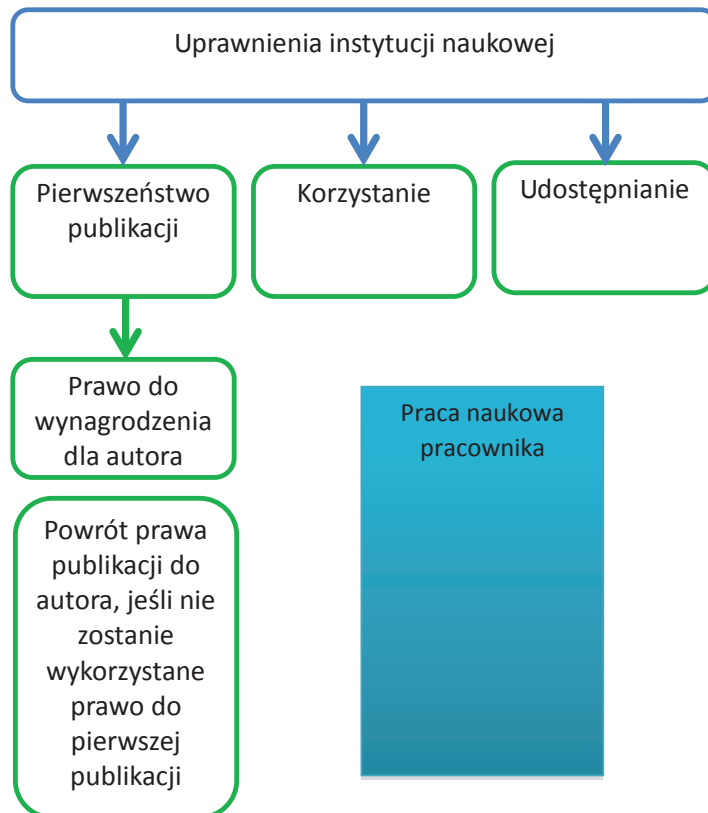 Uprawnienia instytucji naukowej
Pierwszeństwo
publikacji
Korzystanie
Udostępnianie
Prawo do
wynagrodzenia
dla autora
Praca naukowa
pracownika
Powrót prawa
publikacji do
autora, jeśli nie
zostanie
wykorzystane
prawo do
pierwszej
publikacji